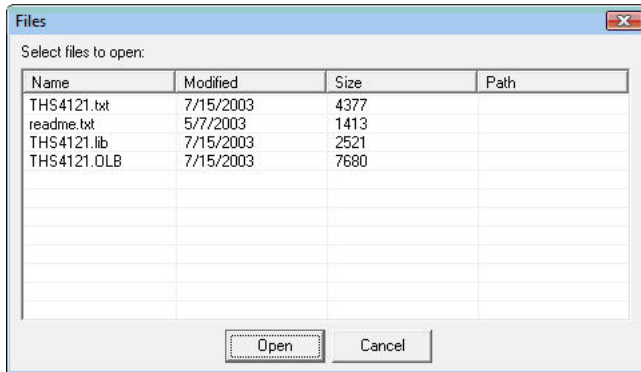 Files
Select files to open:
Name Modified Size Path
THS4121.txt 7/15/2003 4377
readme.txt 5/7/2003 1413
THS4121.lib 7/15/2003 2521
THS4121.OLB 7/15/2003 7680
Open Cancel